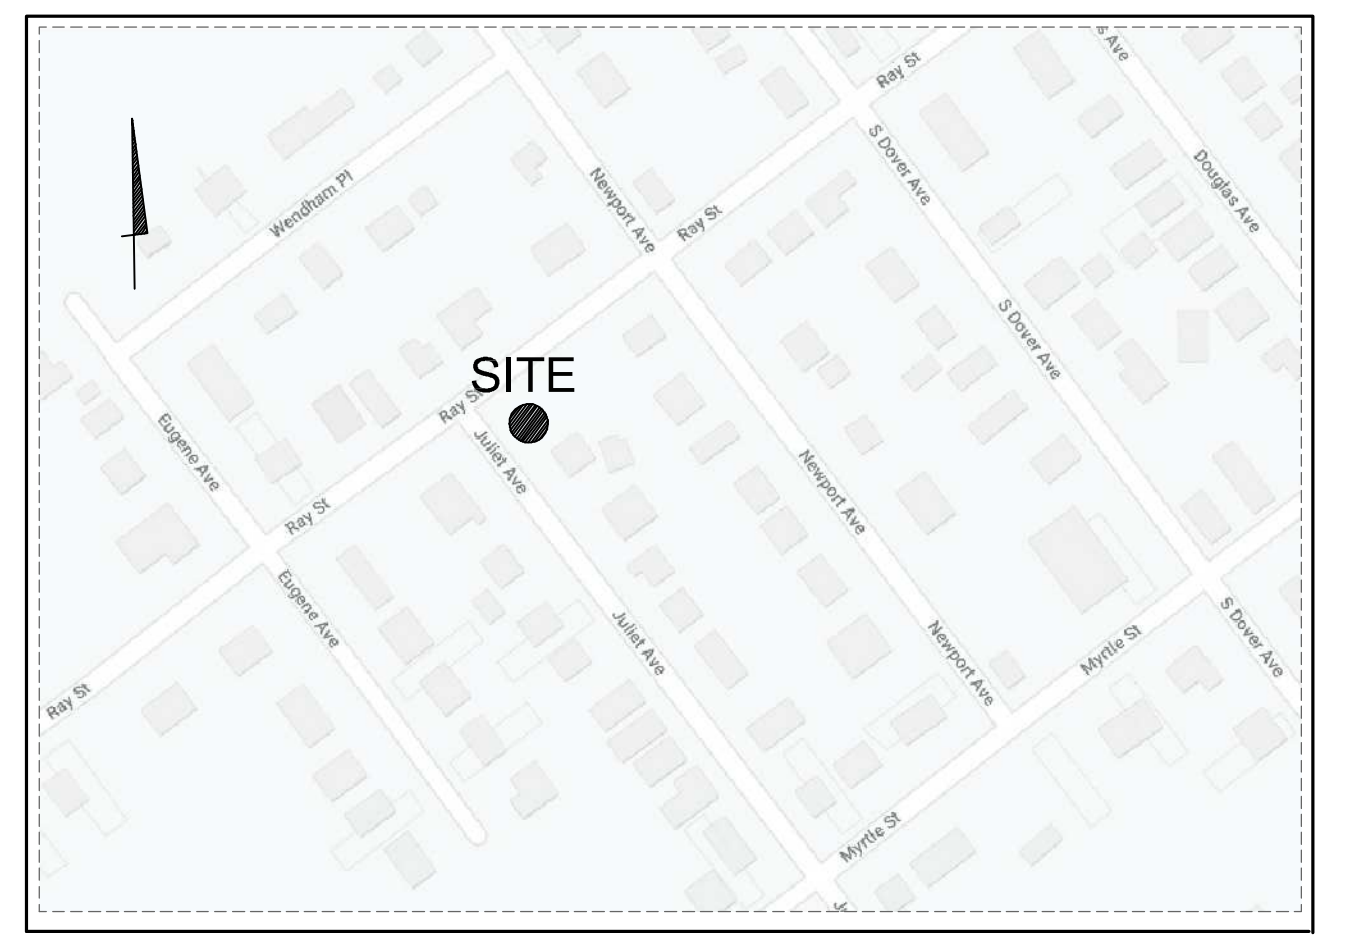 s Ave
Ray St
S Dover Ave
Douglas Ave
Wendham Pl
Newport Ave
Ray St
S Dover Ave
SITE
Ray St
Eugene Ave
Juliet Ave
Newport Ave
Ray St
Eugene Ave
Juliet Ave
Newport Ave
Myrtle St
S Dover Ave
Ray St
Myrtle St